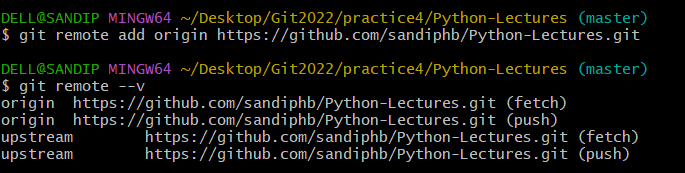 DELL@SANDIP MINGW64 ~/Desktop/Git2022/practice4/Python-Lectures (master)
$ git remote add origin https://github.com/sandiphb/Python-Lectures.git
DELL@SANDIP MINGW64 ~/Desktop/Git2022/practice4/Python-Lectures (master)
$ git remote --v
origin  https://github.com/sandiphb/Python-Lectures.git (fetch)
origin  https://github.com/sandiphb/Python-Lectures.git (push)
upstream        https://github.com/sandiphb/Python-Lectures.git (fetch)
upstream        https://github.com/sandiphb/Python-Lectures.git (push)